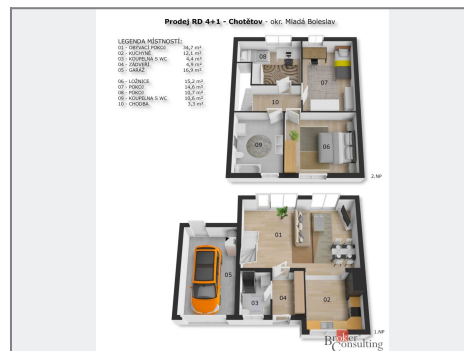 Prodej RD 4+1 - Chotětov - okr. Mladá Boleslav
LEGENDA MÍSTNOSTÍ:
01 - OBÝVACÍ POKOJ 34,7 m²
02 - KUCHYNĚ 12,1 m²
03 - KOUPELNA S WC 4,4 m²
04 - ZÁDVEŘÍ 4,9 m²
05 - GARÁŽ 16,9 m²
06 - LOŽNICE 15,2 m²
07 - POKOJ 14,6 m²
08 - POKOJ 10,7 m²
09 - KOUPELNA S WC 10,6 m²
10 - CHODBA 3,3 m²
08
07
10
09
06
2.NP
01
05
02
03
04
1.NP
Broker
Consulting